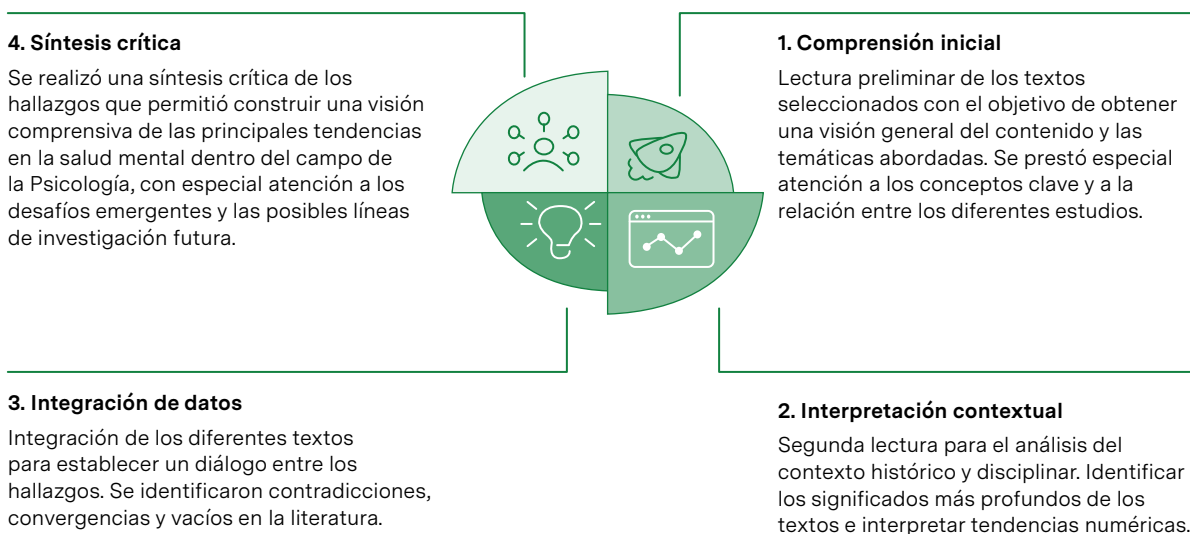 4. Síntesis crítica
Se realizó una síntesis crítica de los
hallazgos que permitió construir una visión
comprensiva de las principales tendencias
en la salud mental dentro del campo de
la Psicología, con especial atención a los
desafíos emergentes y las posibles líneas
de investigación futura.
1. Comprensión inicial
Lectura preliminar de los textos
seleccionados con el objetivo de obtener
una visión general del contenido y las
temáticas abordadas. Se prestó especial
atención a los conceptos clave y a la
relación entre los diferentes estudios.
3. Integración de datos
Integración de los diferentes textos
para establecer un diálogo entre los
hallazgos. Se identificaron contradicciones,
convergencias y vacíos en la literatura.
2. Interpretación contextual
Segunda lectura para el análisis del
contexto histórico y disciplinar. Identificar
los significados más profundos de los
textos e interpretar tendencias numéricas.